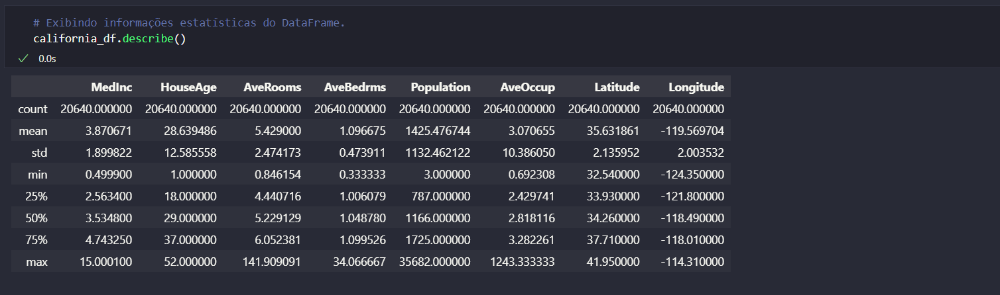 # Exibindo informações estatísticas do DataFrame.
california_df.describe()
0.0s
MedInc HouseAge AveRooms AveBedrms Population AveOccup Latitude Longitude
count 20640.000000 20640.000000 20640.000000 20640.000000 20640.000000 20640.000000 20640.000000 20640.000000
mean 3.870671 28.639486 5.429000 1.096675 1425.476744 3.070655 35.631861 -119.569704
std 1.899822 12.585558 2.474173 0.473911 1132.462122 10.386050 2.135952 2.003532
min 0.499900 1.000000 0.846154 0.333333 3.000000 0.692308 32.540000 -124.350000
25% 2.563400 18.000000 4.440716 1.006079 787.000000 2.429741 33.930000 -121.800000
50% 3.534800 29.000000 5.229129 1.048780 1166.000000 2.818116 34.260000 -118.490000
75% 4.743250 37.000000 6.052381 1.099526 1725.000000 3.282261 37.710000 -118.010000
max 15.000100 52.000000 141.909091 34.066667 35682.000000 1243.333333 41.950000 -114.310000